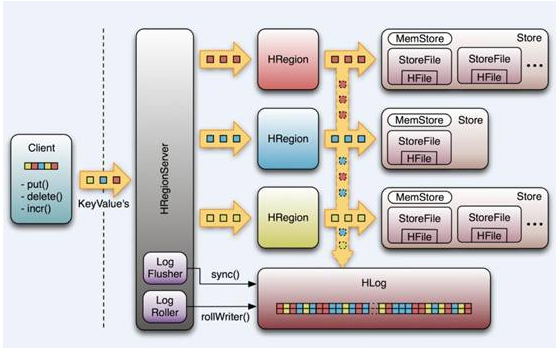 Client
- put()
- delete()
- incr()
KeyValue's
HRegionServer
HRegion
MemStore
Store
StoreFile
HFile
StoreFile
HFile
...
HRegion
MemStore
Store
StoreFile
HFile
HRegion
MemStore
Store
StoreFile
HFile
StoreFile
HFile
...
Log
Flusher
sync()
Log
Roller
rollWriter()
HLog